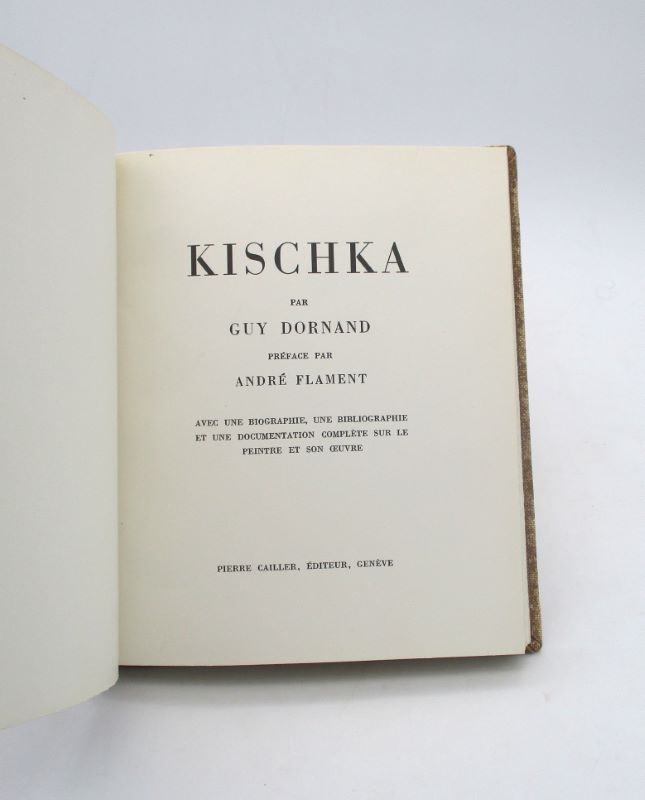 KISCHKA
PAR
GUY DORNAND
PRÉFACE PAR
ANDRÉ FLAMENT
AVEC UNE BIOGRAPHIE, UNE BIBLIOGRAPHIE
ET UNE DOCUMENTATION COMPLÈTE SUR LE
PEINTRE ET SON ŒUVRE
PIERRE CAILLER, ÉDITEUR, GENÈVE